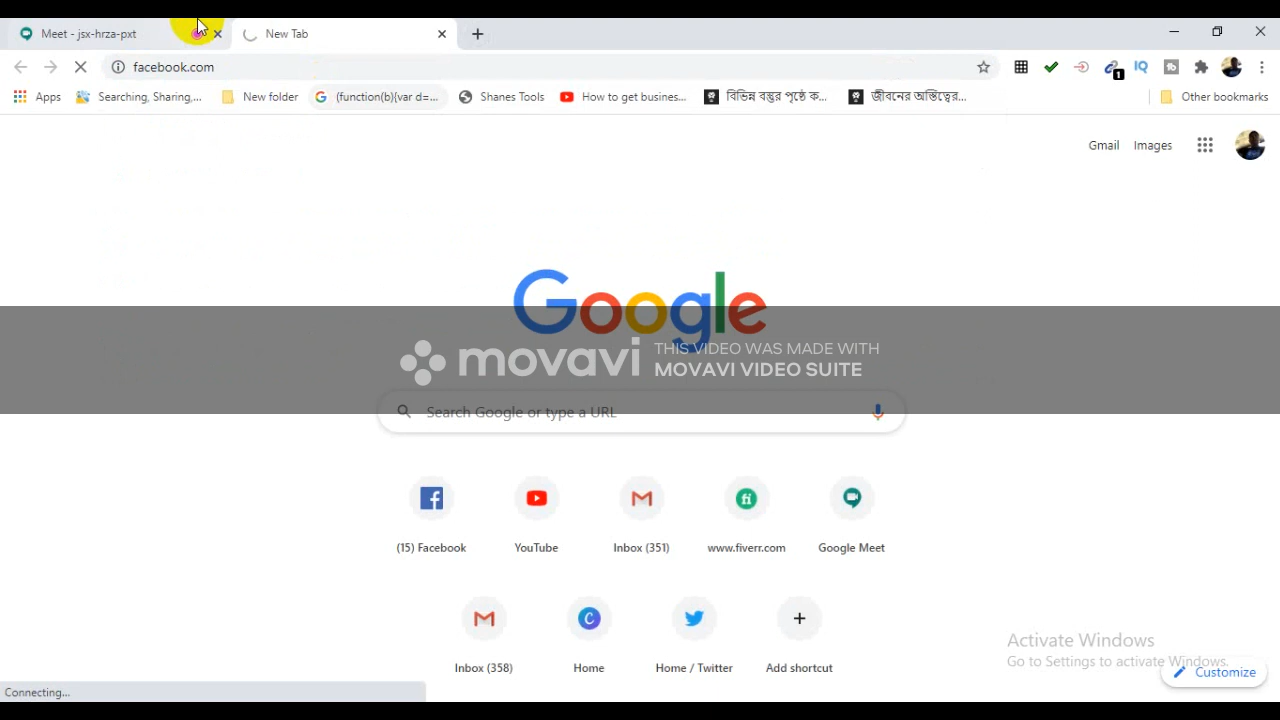 Meet - jsx-hrza-pxt
New Tab
facebook.com
1
IQ
Apps
Searching, Sharing,...
New folder
(function(b){var d=...
Shanes Tools
How to get busines...
বিভিন্ন বস্তুর পৃষ্ঠে ক...
জীবনের অস্তিত্বের...
Other bookmarks
Gmail
Images
Google
movavi
THIS VIDEO WAS MADE WITH
MOVAVI VIDEO SUITE
Search Google or type a URL
(15) Facebook
YouTube
Inbox (351)
www.fiverr.com
Google Meet
Inbox (358)
Home
Home / Twitter
Add shortcut
Activate Windows
Go to Settings to activate Windows.
Customize
Connecting...